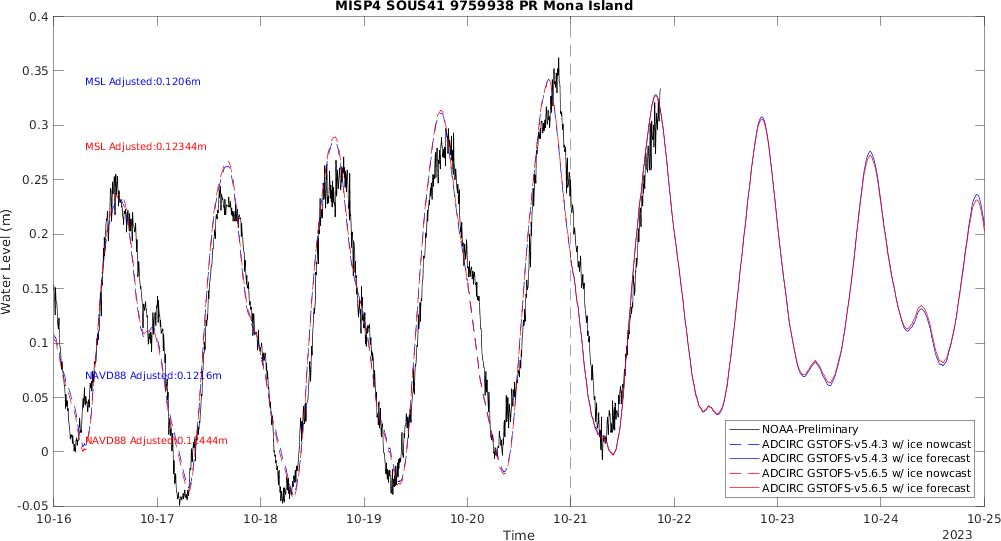 MISP4 SOUS41 9759938 PR Mona Island
0.4
0.35
0.3
0.25
0.2
0.15
0.1
0.05
0
-0.05
Water Level (m)
MSL Adjusted:0.1206m
MSL Adjusted:0.12344m
NAVD88 Adjusted:0.1216m
NAVD88 Adjusted:0.12444m
NOAA-Preliminary
ADCIRC GSTOFS-v5.4.3 w/ ice nowcast
ADCIRC GSTOFS-v5.4.3 w/ ice forecast
ADCIRC GSTOFS-v5.6.5 w/ ice nowcast
ADCIRC GSTOFS-v5.6.5 w/ ice forecast
10-16 10-17 10-18 10-19 10-20 10-21 10-22 10-23 10-24 10-25
Time
2023